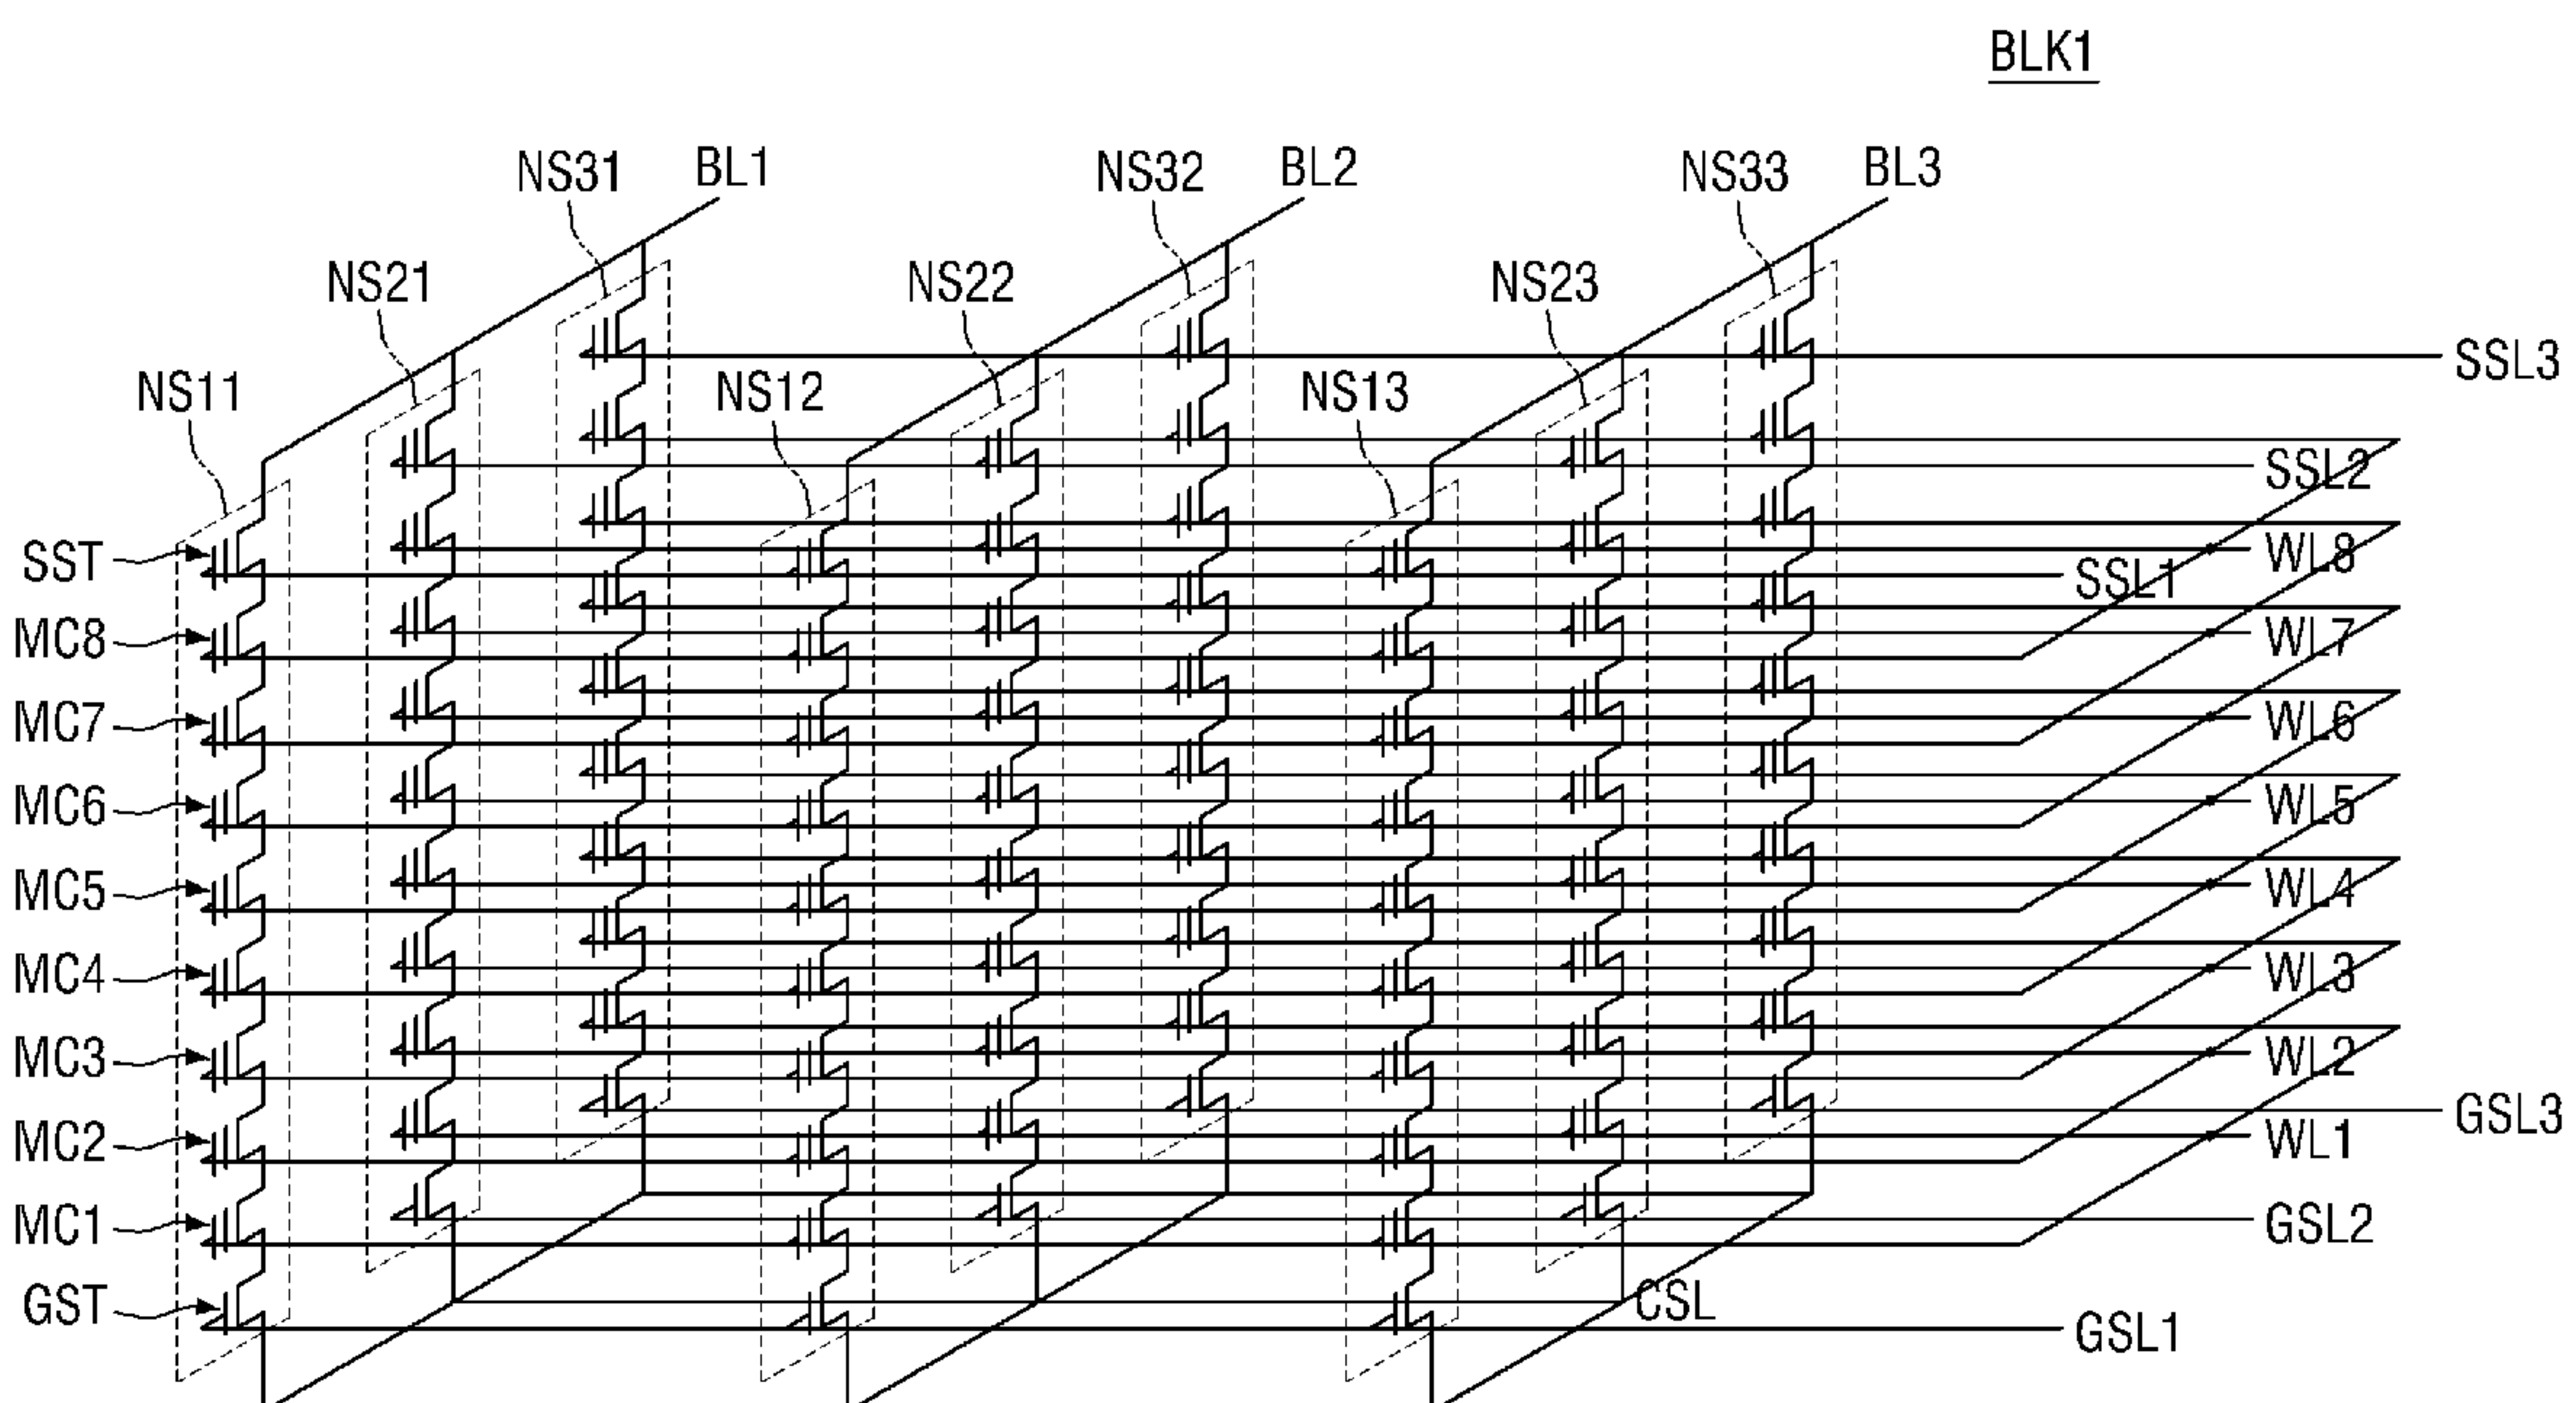 BLK1
NS31 BL1 NS32 BL2 NS33 BL3
NS21 NS22 NS23
SSL3
NS11 NS12 NS13
SSL2
SST WL8
SSL1
MC8 WL7
MC7 WL6
MC6 WL5
MC5 WL4
MC4 WL3
MC3 WL2
GSL3
MC2 WL1
MC1 GSL2
GST CSL
GSL1